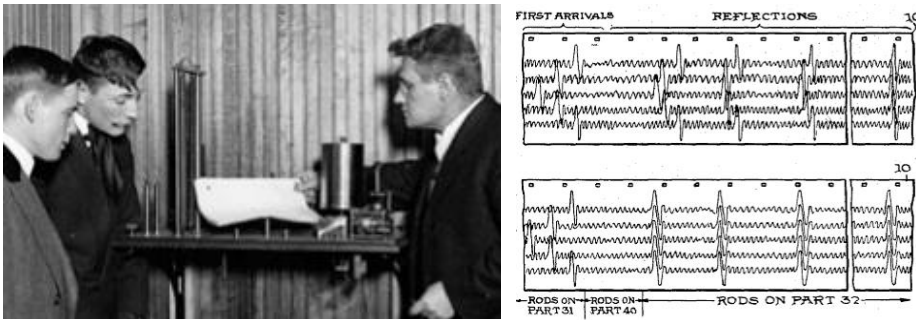 FIRST ARRIVALS REFLECTIONS 10
10
RODS ON PART 31
RODS ON PART 40
RODS ON PART 32